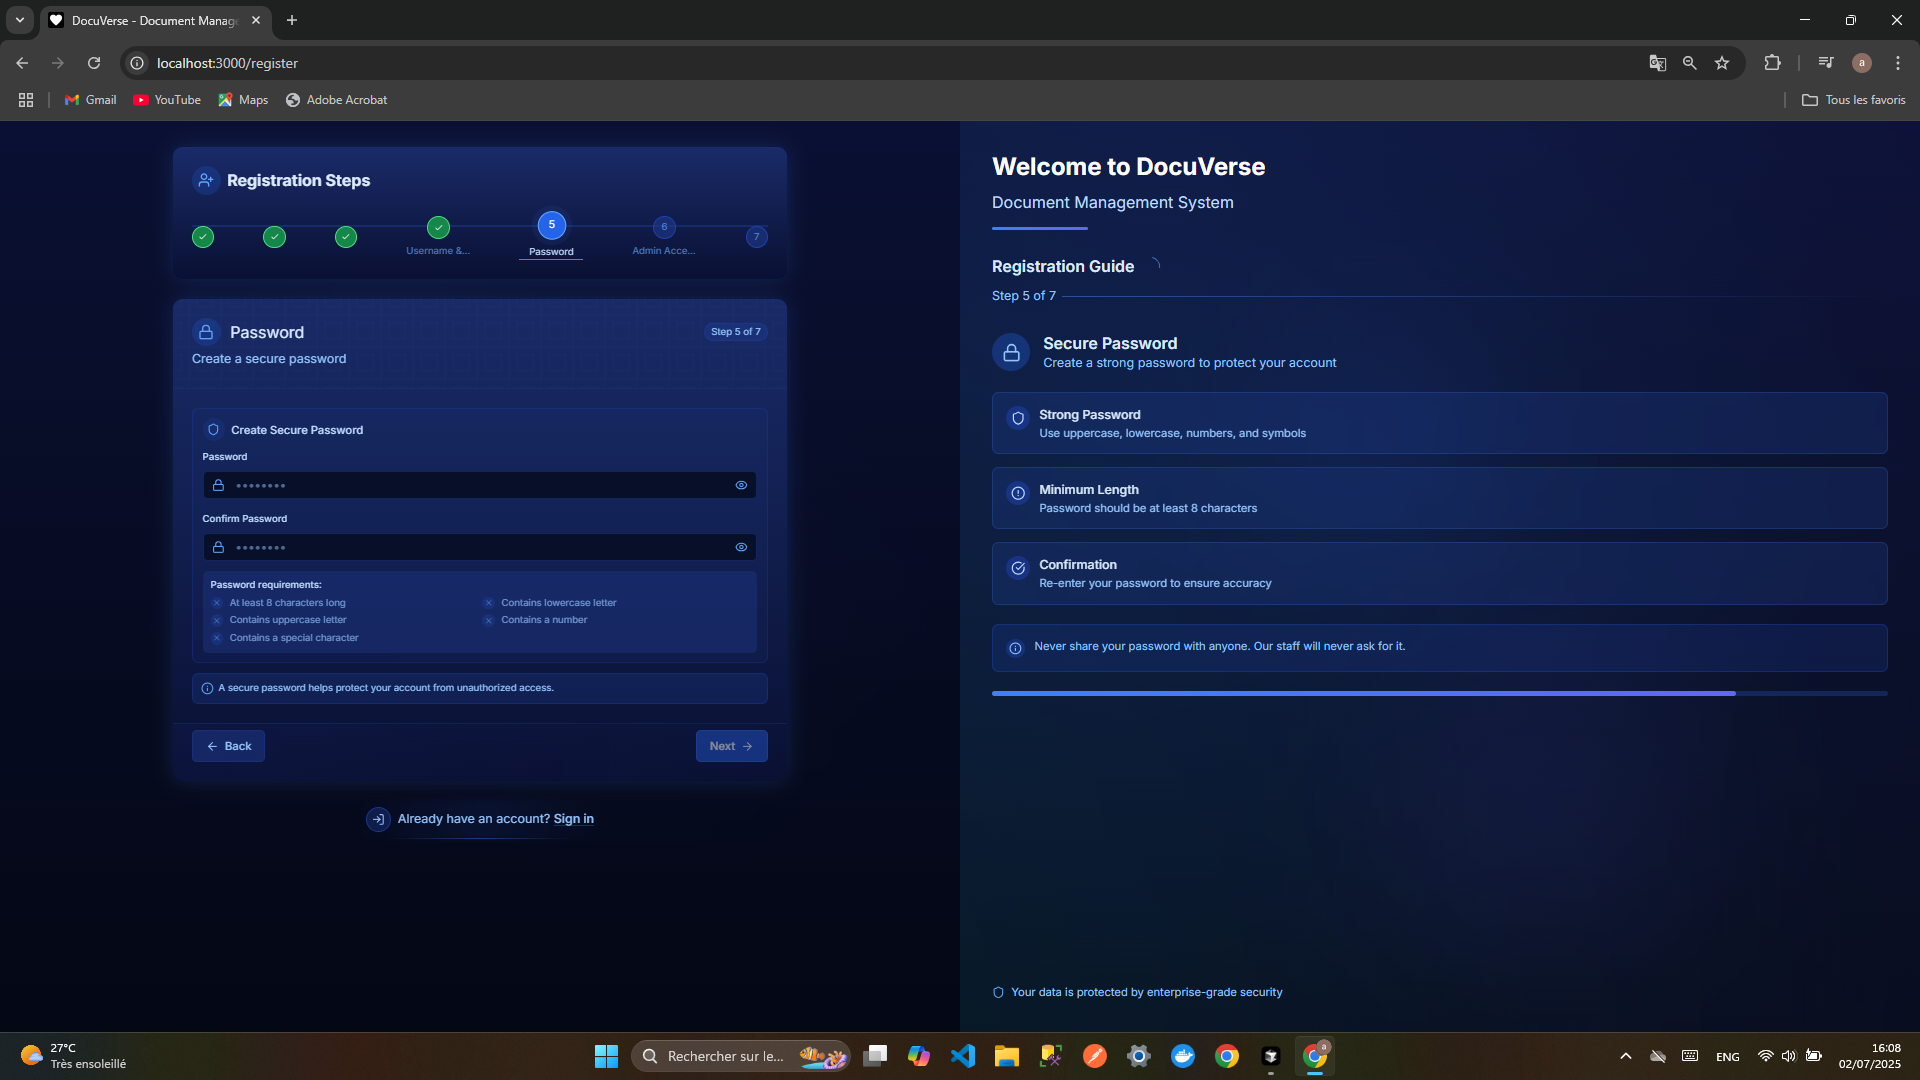 DocuVerse - Document Manag
localhost:3000/register
a
Gmail
YouTube
Maps
Adobe Acrobat
Tous les favoris
Registration Steps
5
6
7
Username &...
Password
Admin Acce...
Password
Step 5 of 7
Create a secure password
Create Secure Password
Password
Confirm Password
Password requirements:
At least 8 characters long
Contains lowercase letter
Contains uppercase letter
Contains a number
Contains a special character
A secure password helps protect your account from unauthorized access.
Back
Next
Already have an account? Sign in
Welcome to DocuVerse
Document Management System
Registration Guide
Step 5 of 7
Secure Password
Create a strong password to protect your account
Strong Password
Use uppercase, lowercase, numbers, and symbols
Minimum Length
Password should be at least 8 characters
Confirmation
Re-enter your password to ensure accuracy
Never share your password with anyone. Our staff will never ask for it.
Your data is protected by enterprise-grade security
27°C
Très ensoleillé
Rechercher sur le...
a
ENG
16:08
02/07/2025